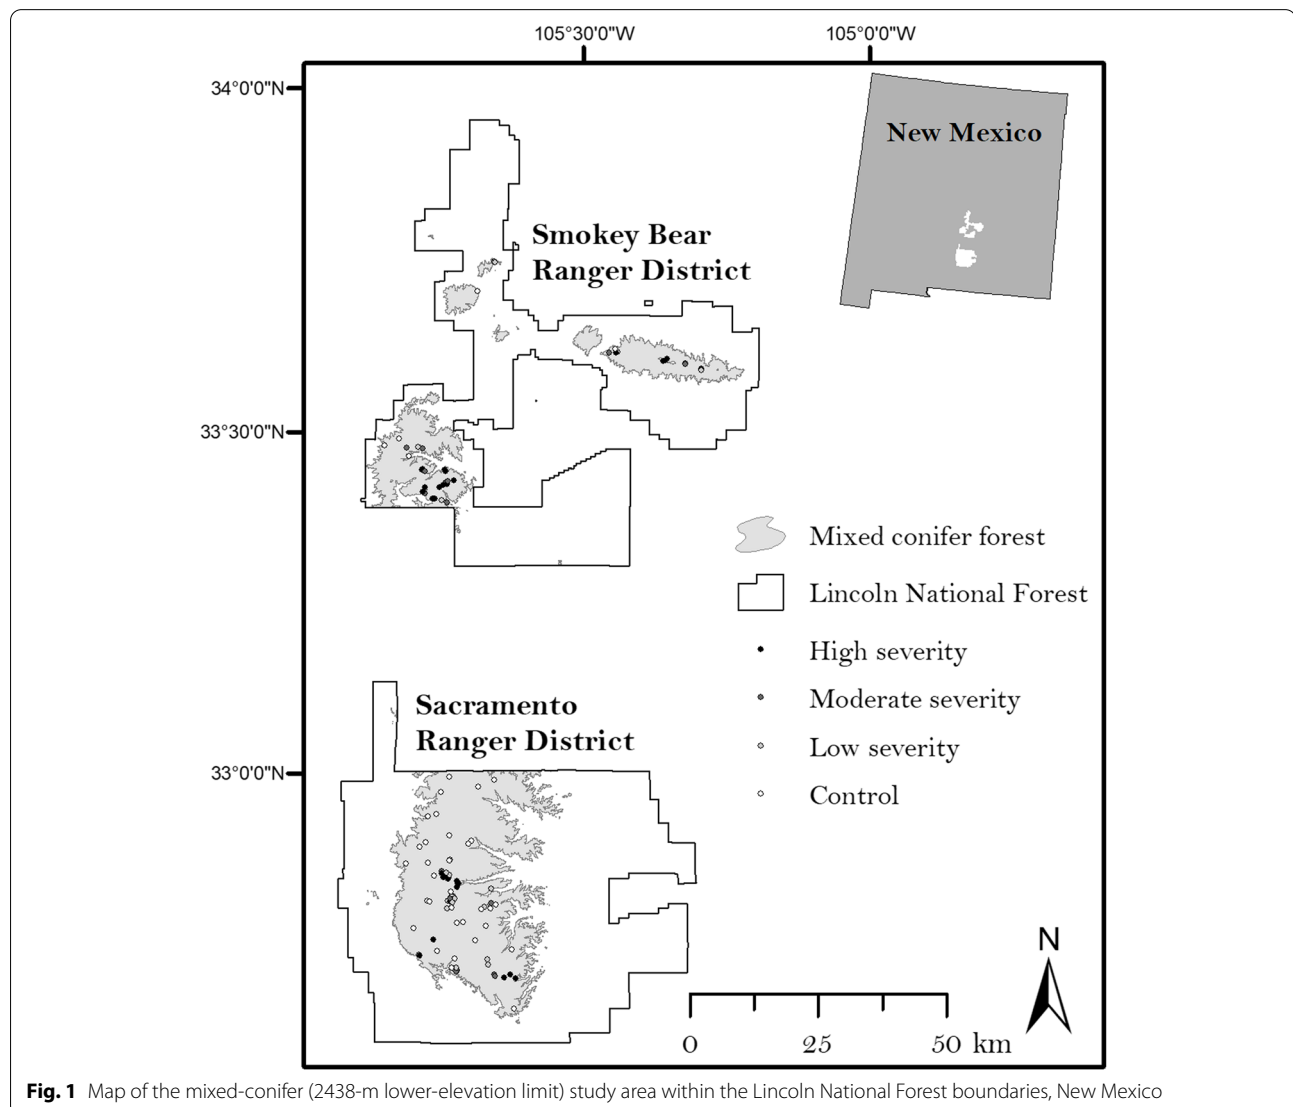 105°30'0"W 105°0'0"W
34°0'0"N
New Mexico
Smokey Bear
Ranger District
33°30'0"N
Mixed conifer forest
Lincoln National Forest
High severity
Moderate severity
Low severity
Control
Sacramento
Ranger District
33°0'0"N
N
0 25 50 km
Fig. 1 Map of the mixed-conifer (2438-m lower-elevation limit) study area within the Lincoln National Forest boundaries, New Mexico